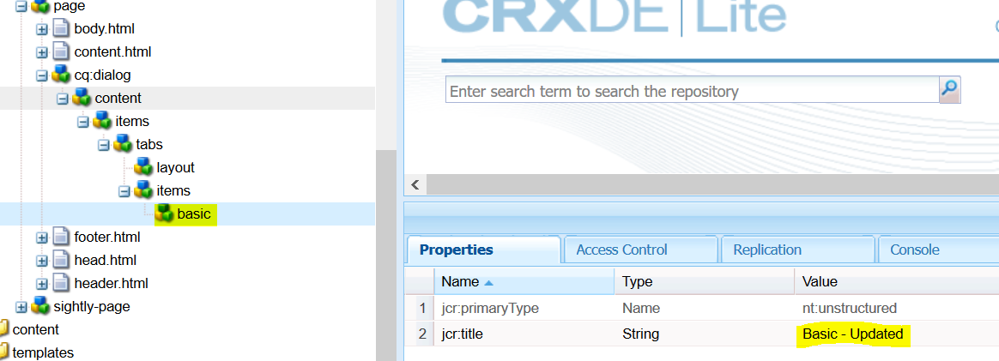 page
body.html
content.html
cq:dialog
content
items
tabs
layout
items
basic
footer.html
head.html
header.html
sightly-page
content
templates
CRXDE | Lite
Enter search term to search the repository
Properties Access Control Replication Console
Name Type Value
1 jcr:primaryType Name nt:unstructured
2 jcr:title String Basic - Updated